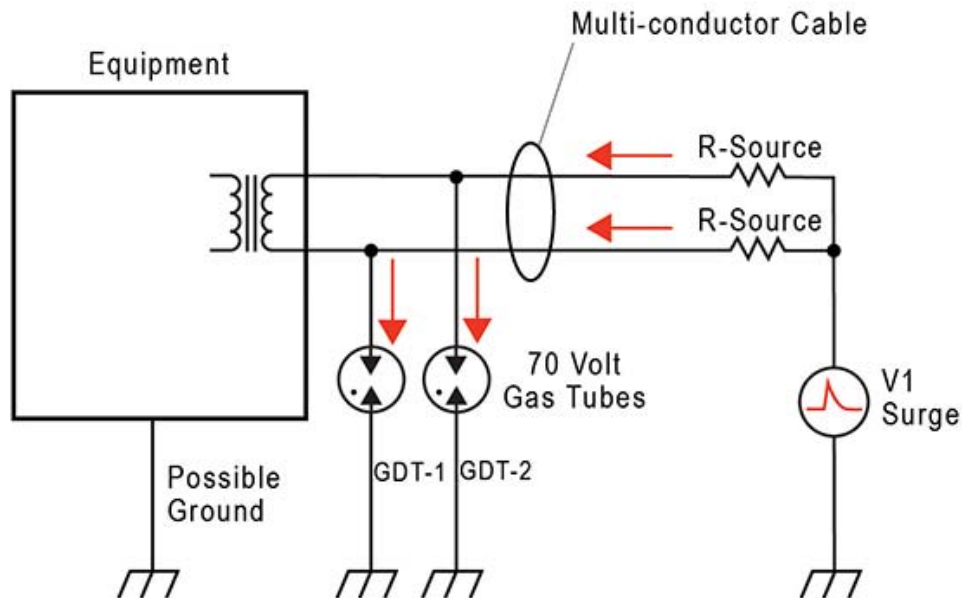 Multi-conductor Cable
Equipment
R-Source
R-Source
70 Volt
Gas Tubes
V1
Surge
GDT-1
GDT-2
Possible
Ground